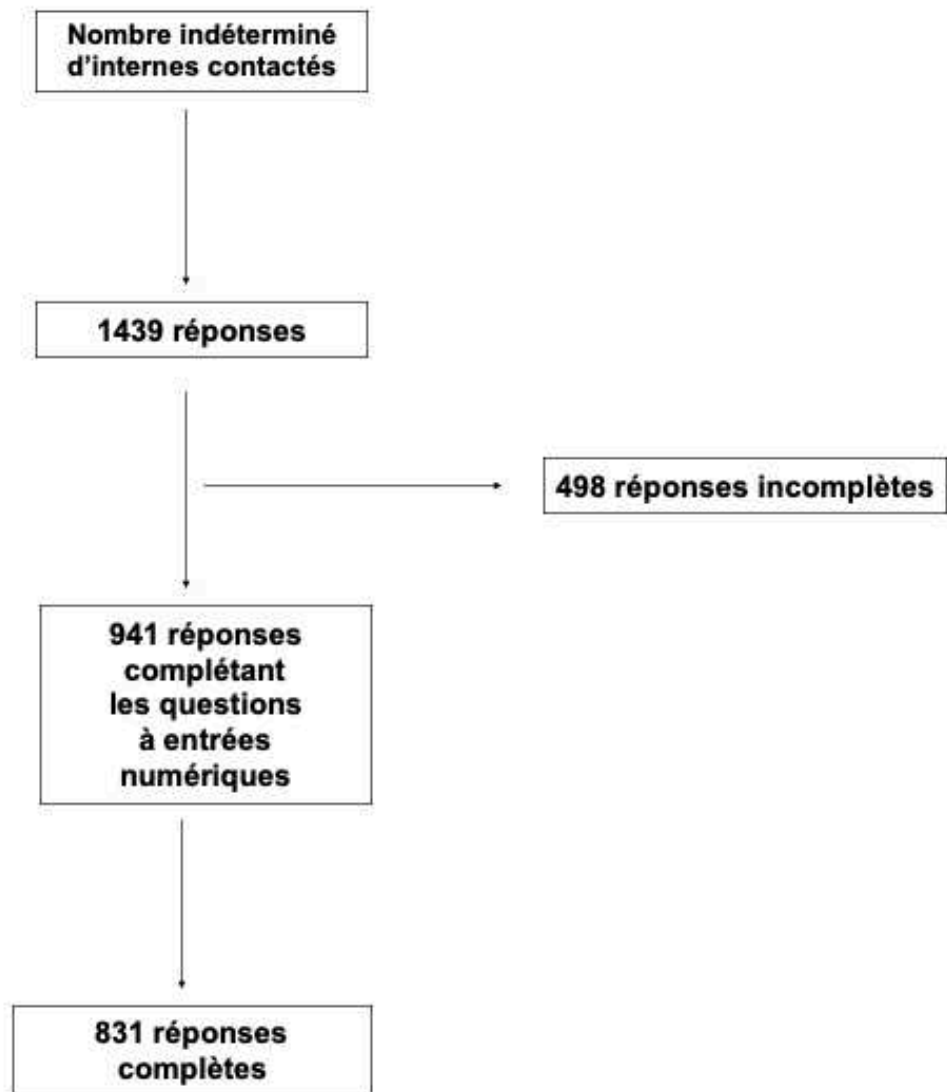 Nombre indéterminé
d'internes contactés
1439 réponses
498 réponses incomplètes
941 réponses
complétant
les questions
à entrées
numériques
831 réponses
complètes